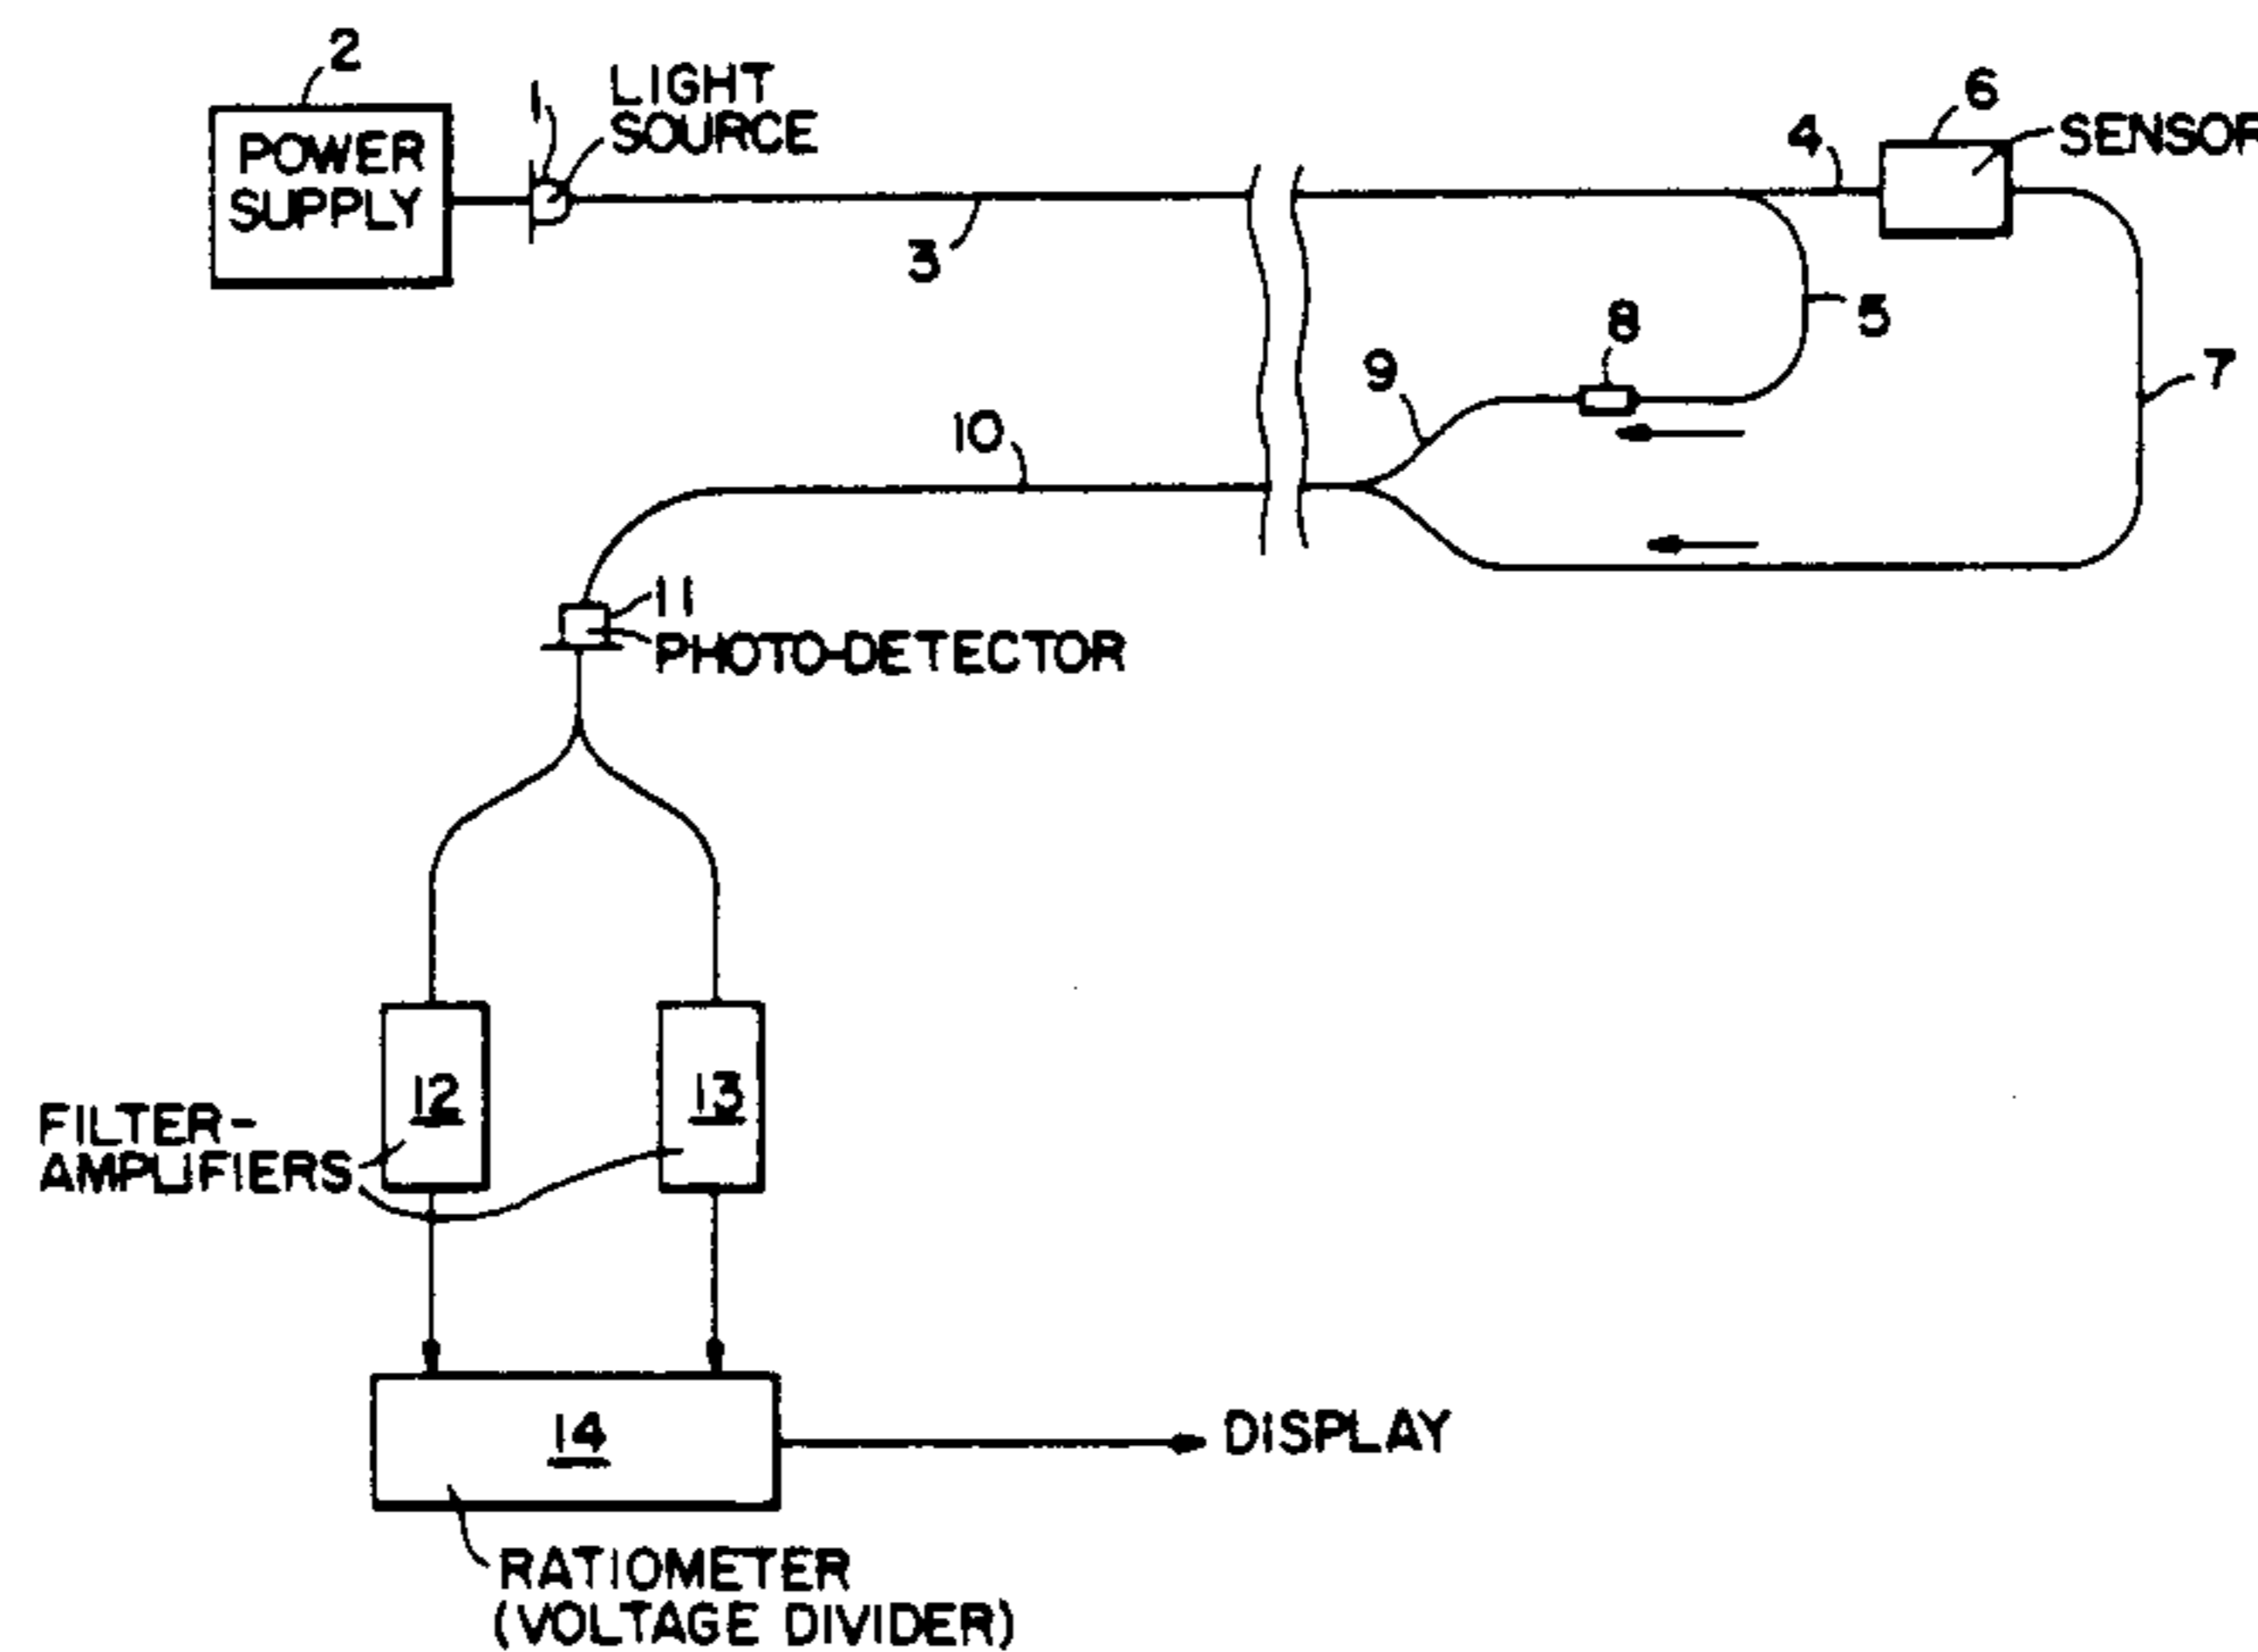 2
POWER
SUPPLY
1
LIGHT
SOURCE
3
4
6
SENSOR
5
8
9
7
10
11
PHOTO-DETECTOR
FILTER-
AMPLIFIERS
12
13
14
DISPLAY
RATIOMETER
(VOLTAGE DIVIDER)